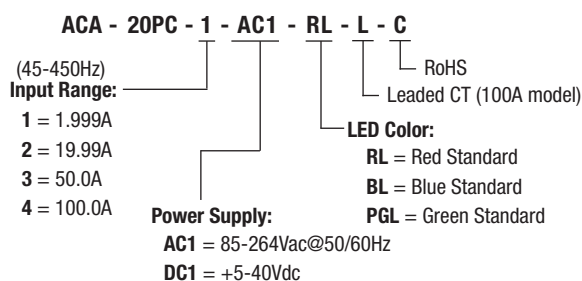 ACA - 20PC - 1 - AC1 - RL - L - C
(45-450Hz)
Input Range:
1 = 1.999A
2 = 19.99A
3 = 50.0A
4 = 100.0A
Power Supply:
AC1 = 85-264Vac@50/60Hz
DC1 = +5-40Vdc
LED Color:
RL = Red Standard
BL = Blue Standard
PGL = Green Standard
Leaded CT (100A model)
RoHS